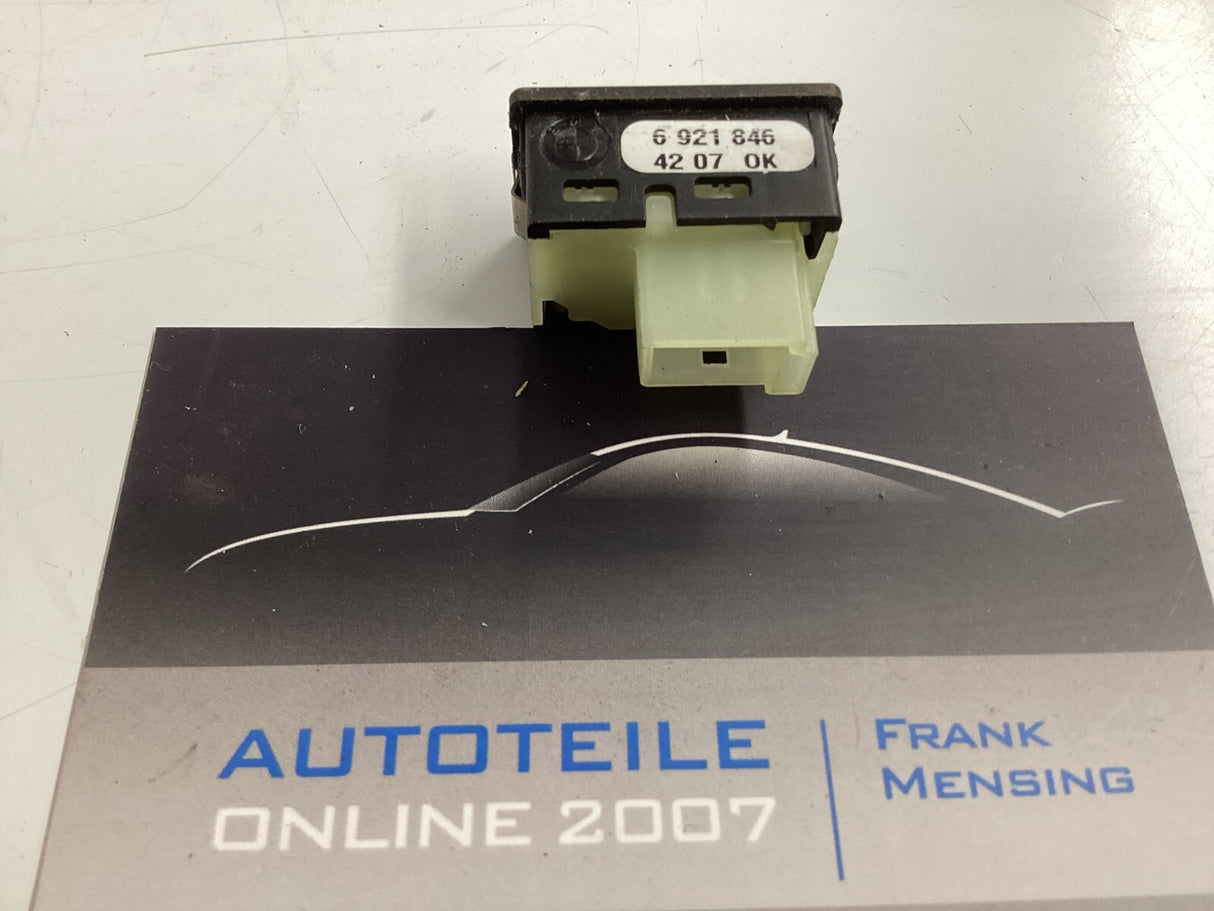 6 921 846
42 07 OK
AUTOTEILE
ONLINE 2007
FRANK
MENSING